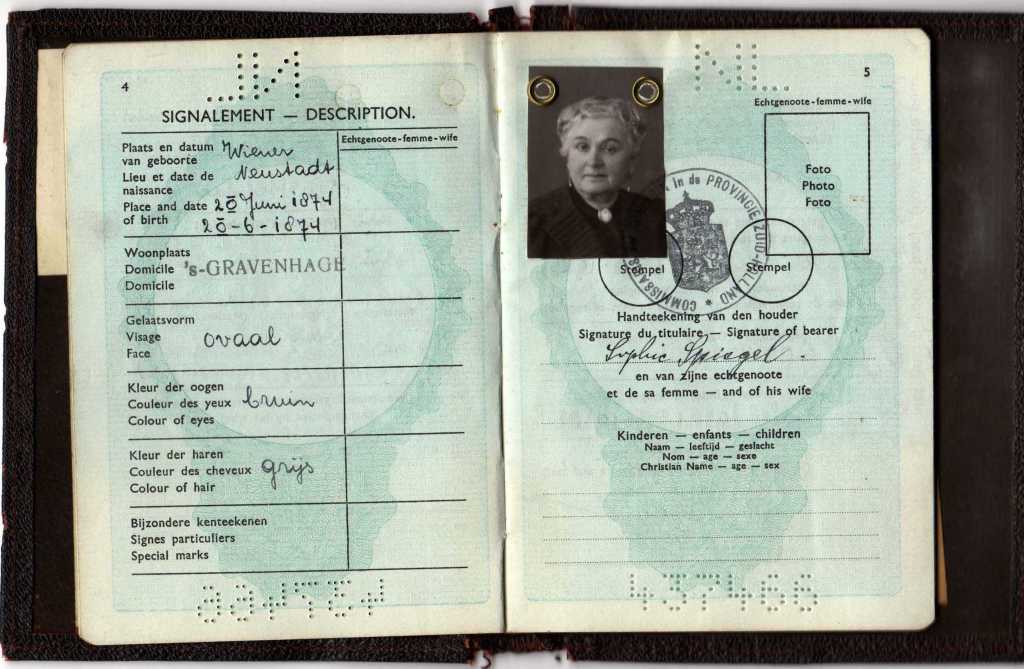 4
SIGNALEMENT — DESCRIPTION.
Plaats en datum
van geboorte
Lieu et date de
naissance
Place and date
of birth
Wiener
Neustadt
20 Juni 1874
20-6-1874
Echtgenoote-femme-wife
Woonplaats
Domicile
Domicile
's-GRAVENHAGE
Gelaatsvorm
Visage
Face
ovaal
Kleur der oogen
Couleur des yeux
Colour of eyes
bruin
Kleur der haren
Couleur des cheveux
Colour of hair
grijs
Bijzondere kenteekenen
Signes particuliers
Special marks
NL
5
Echtgenoote-femme-wife
Foto
Photo
Foto
in de PROVINCIE ZUID-HOLLAND * COMMISSA
Stempel
Stempel
Handteekening van den houder
Signature du titulaire — Signature of bearer
Sophie Spiegel.
en van zijne echtgenoote
et de sa femme — and of his wife
Kinderen — enfants — children
Naam — leeftijd — geslacht
Nom — age — sexe
Christian Name — age — sex
437466